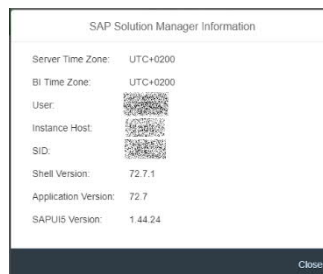 SAP Solution Manager Information
Server Time Zone: UTC+0200
BI Time Zone: UTC+0200
User:
Instance Host:
SID:
Shell Version: 72.7.1
Application Version: 72.7
SAPUI5 Version: 1.44.24
Close